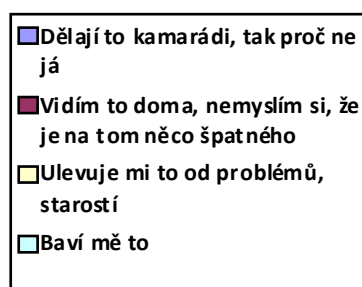 Dělají to kamarádi, tak proč ne
já
Vidím to doma, nemyslím si, že
je na tom něco špatného
Ulevuje mi to od problémů,
starostí
Baví mě to